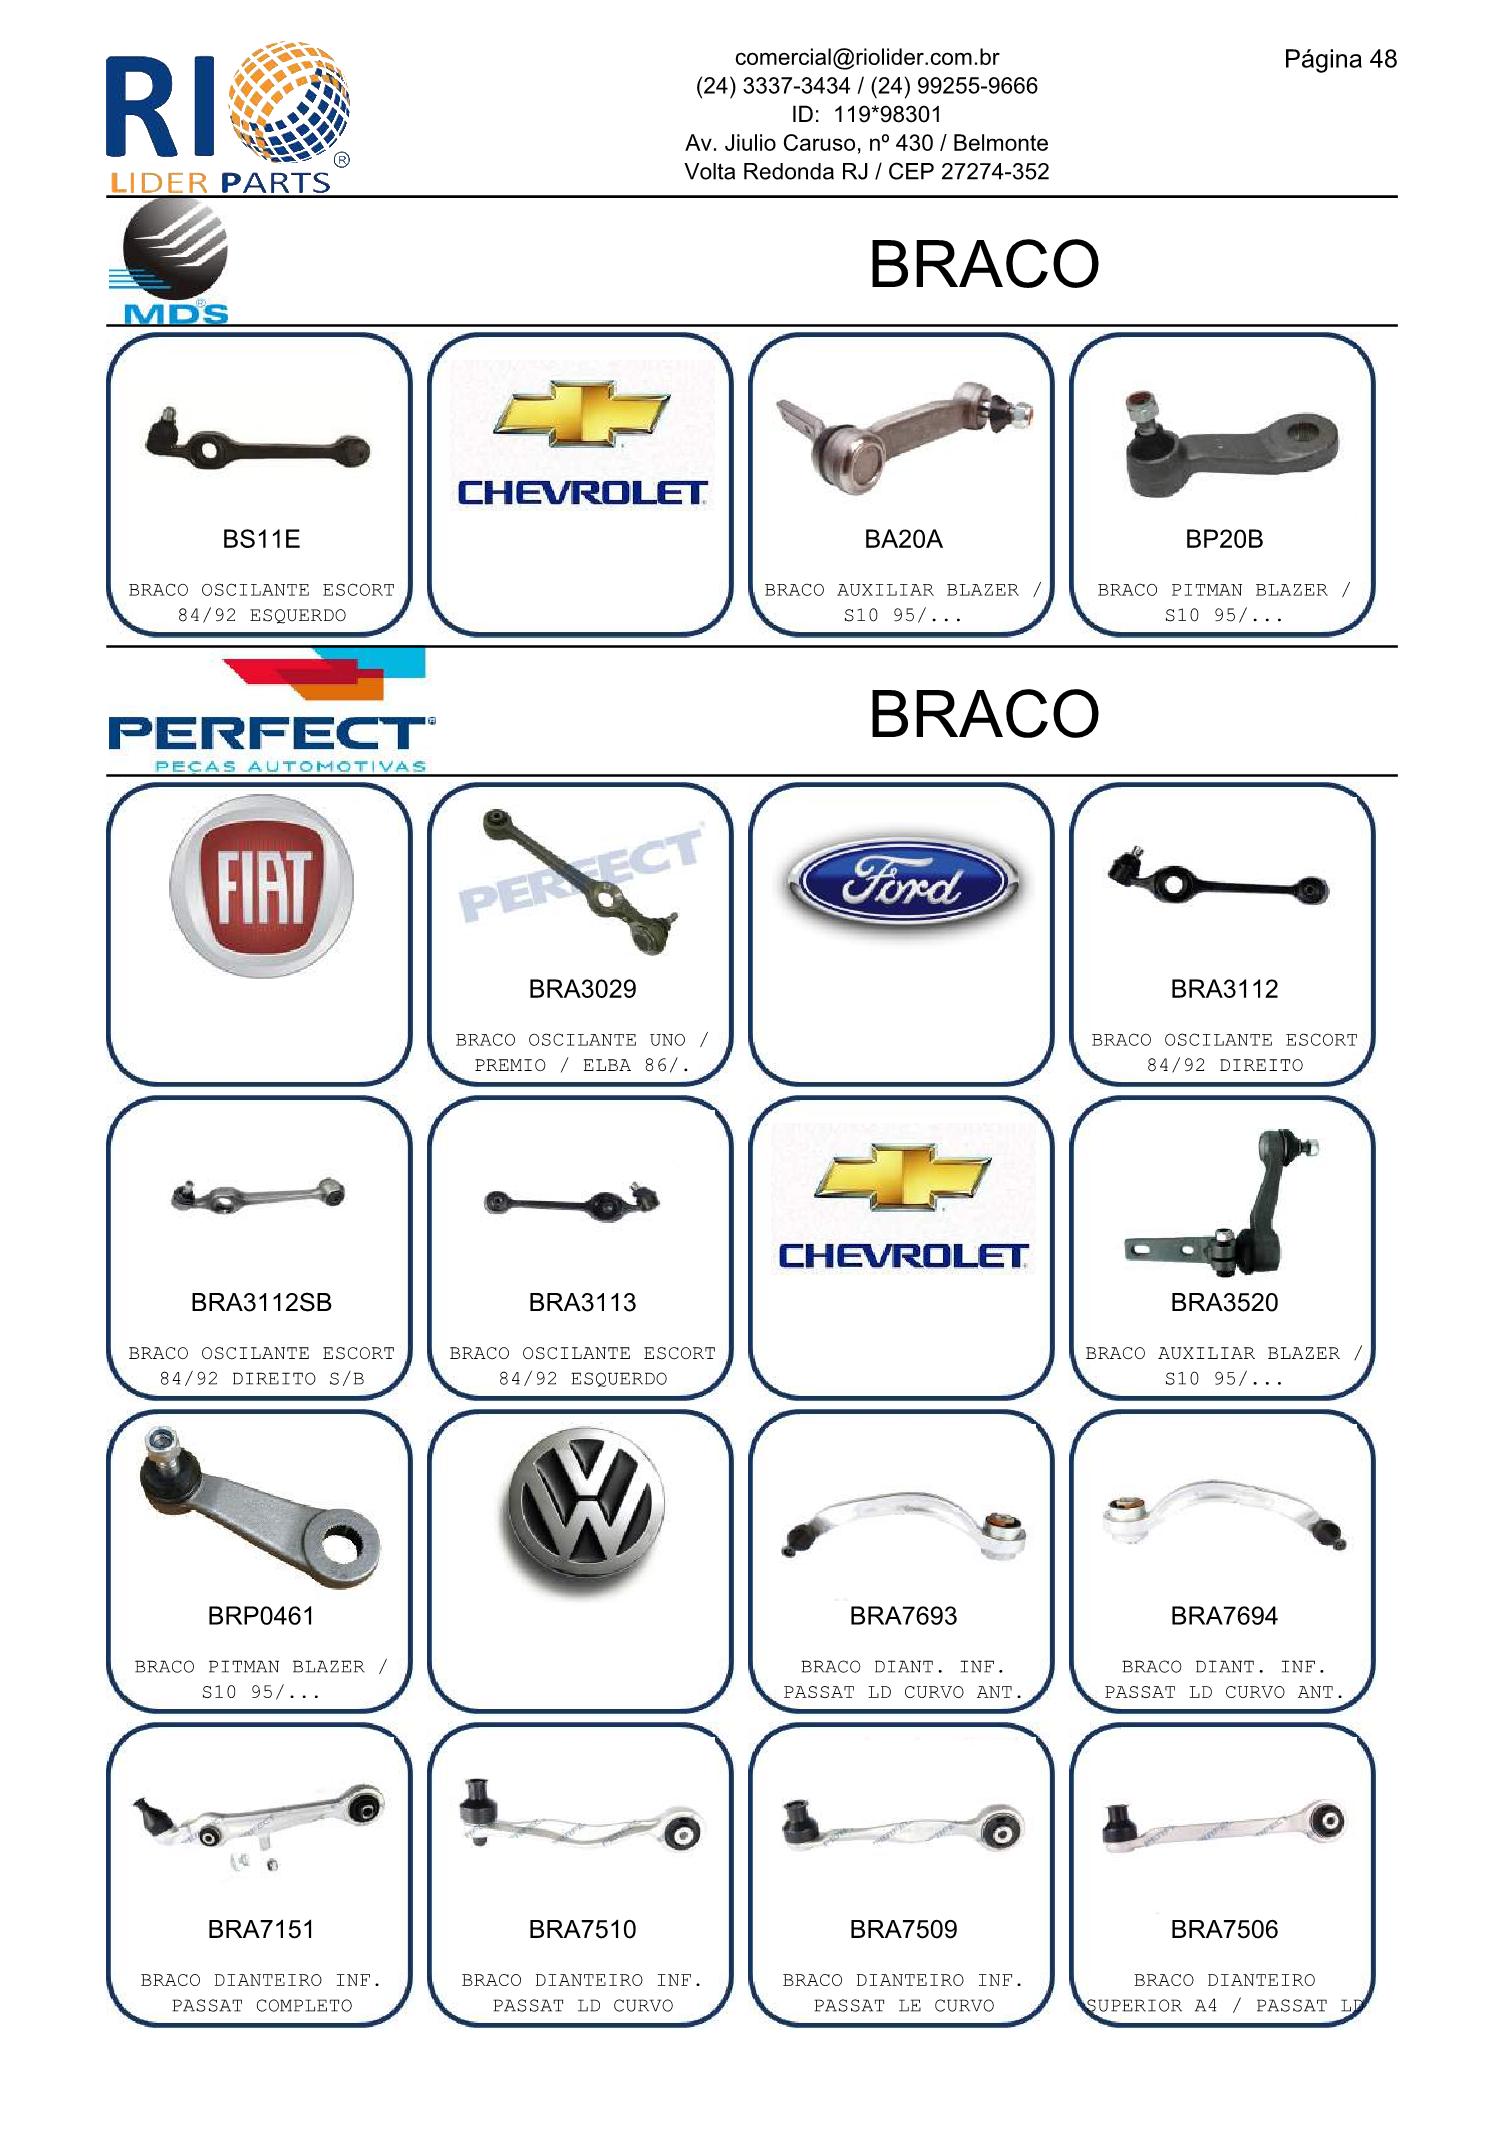 RIO
LIDER PARTS
comercial@riolider.com.br
(24) 3337-3434 / (24) 99255-9666
ID: 119*98301
Av. Jiulio Caruso, nº 430 / Belmonte
Volta Redonda RJ / CEP 27274-352
Página 48
MDS
BRACO
BS11E
BRACO OSCILANTE ESCORT
84/92 ESQUERDO
CHEVROLET
BA20A
BRACO AUXILIAR BLAZER /
S10 95/...
BP20B
BRACO PITMAN BLAZER /
S10 95/...
PERFECT
PECAS AUTOMOTIVAS
BRACO
FIAT
PERFECT
BRA3029
BRACO OSCILANTE UNO /
PREMIO / ELBA 86/.
Ford
BRA3112
BRACO OSCILANTE ESCORT
84/92 DIREITO
BRA3112SB
BRACO OSCILANTE ESCORT
84/92 DIREITO S/B
BRA3113
BRACO OSCILANTE ESCORT
84/92 ESQUERDO
CHEVROLET
BRA3520
BRACO AUXILIAR BLAZER /
S10 95/...
BRP0461
BRACO PITMAN BLAZER /
S10 95/...
BRA7693
BRACO DIANT. INF.
PASSAT LD CURVO ANT.
BRA7694
BRACO DIANT. INF.
PASSAT LD CURVO ANT.
BRA7151
BRACO DIANTEIRO INF.
PASSAT COMPLETO
BRA7510
BRACO DIANTEIRO INF.
PASSAT LD CURVO
BRA7509
BRACO DIANTEIRO INF.
PASSAT LE CURVO
BRA7506
BRACO DIANTEIRO
SUPERIOR A4 / PASSAT LD